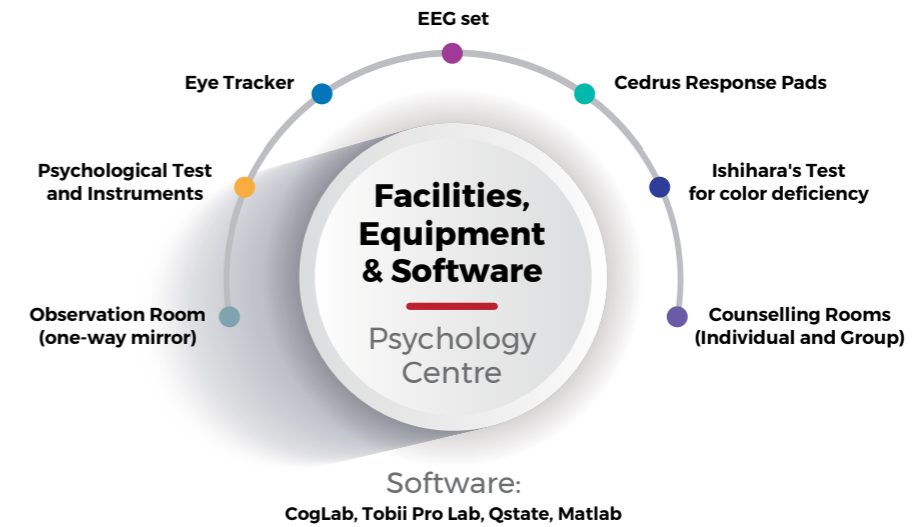 EEG set
Eye Tracker
Cedrus Response Pads
Psychological Test
and Instruments
Ishihara's Test
for color deficiency
Facilities,
Equipment
& Software
Psychology
Centre
Observation Room
(one-way mirror)
Counselling Rooms
(Individual and Group)
Software:
CogLab, Tobii Pro Lab, Qstate, Matlab